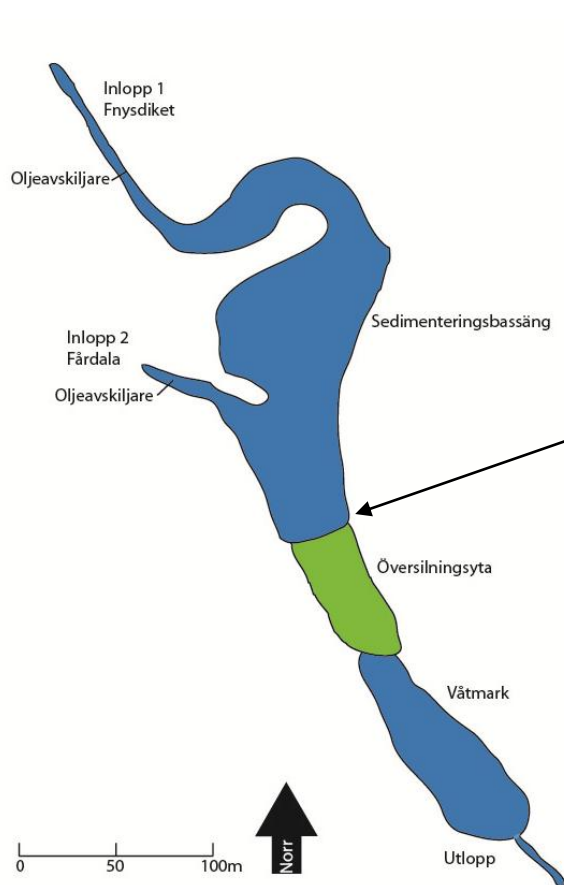 Inlopp 1
Fnysdiket
Oljeavskiljare
Sedimenteringsbassäng
Inlopp 2
Fårdala
Oljeavskiljare
Översilningsyta
Våtmark
Norr
0 50 100m
Utlopp